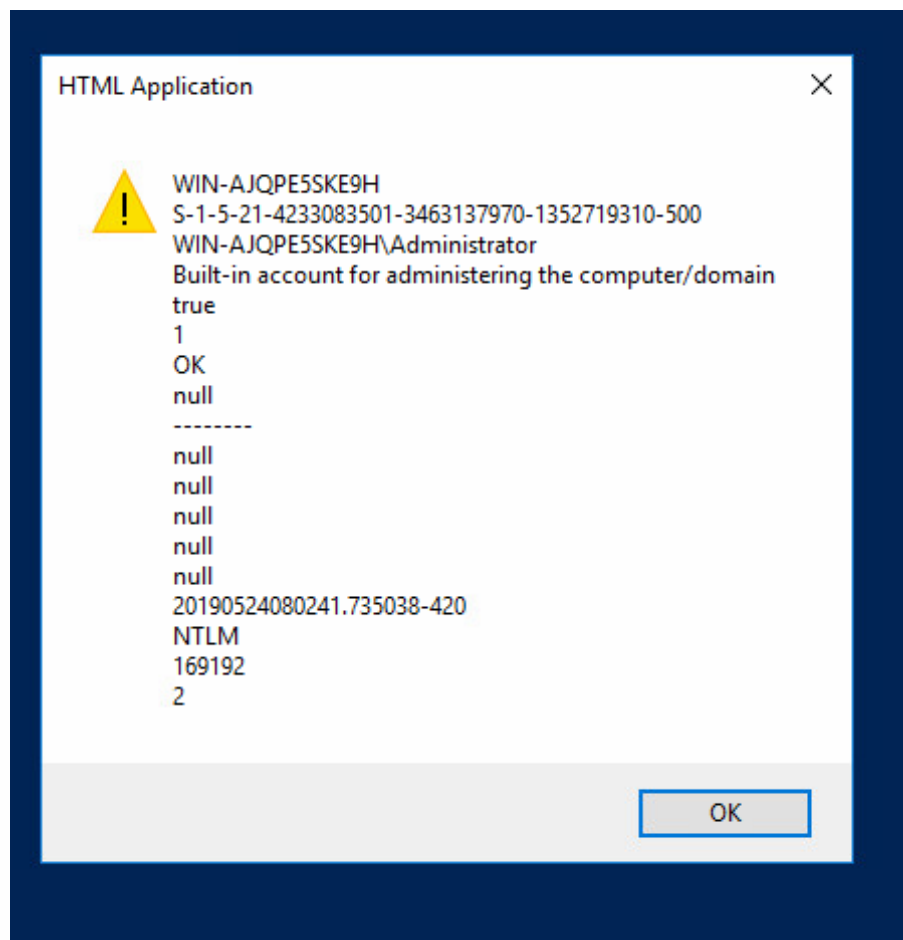 HTML Application
WIN-AJQPE5SKE9H
S-1-5-21-4233083501-3463137970-1352719310-500
WIN-AJQPE5SKE9H\Administrator
Built-in account for administering the computer/domain
true
1
OK
null
--------
null
null
null
null
null
20190524080241.735038-420
NTLM
169192
2
OK